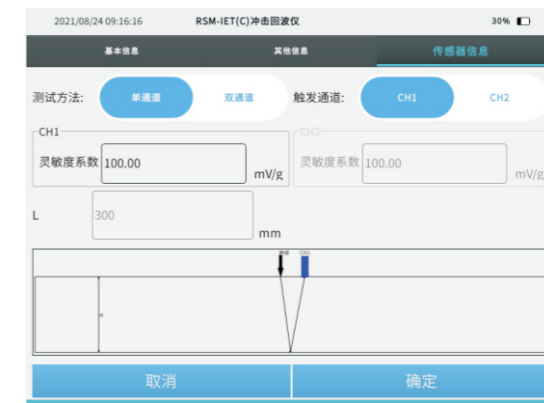 2021/08/24 09:16:16 RSM-IET(C)冲击回波仪 30%
基本信息 其他信息 传感器信息
测试方法: 单通道 双通道 触发通道: CH1 CH2
CH1 CH2
灵敏度系数 100.00 mV/g 灵敏度系数 100.00 mV/g
L 300 mm
CH1
H
取消 确定